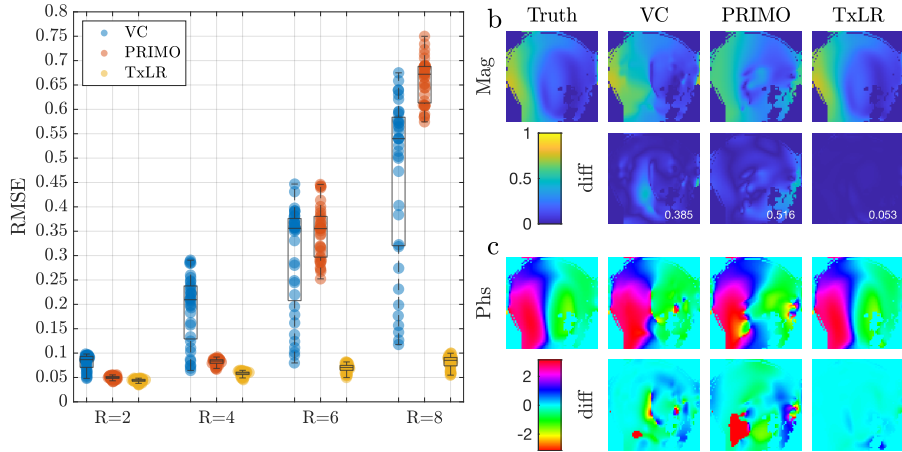 0.8
0.75
0.7
0.65
0.6
0.55
0.5
0.45
0.4
0.35
0.3
0.25
0.2
0.15
0.1
0.05
0
RMSE
VC
PRIMO
TxLR
R=2 R=4 R=6 R=8
b Truth VC PRIMO TxLR
Mag
1
0.5
0
diff
0.385 0.516 0.053
c
Phs
2
0
-2
diff